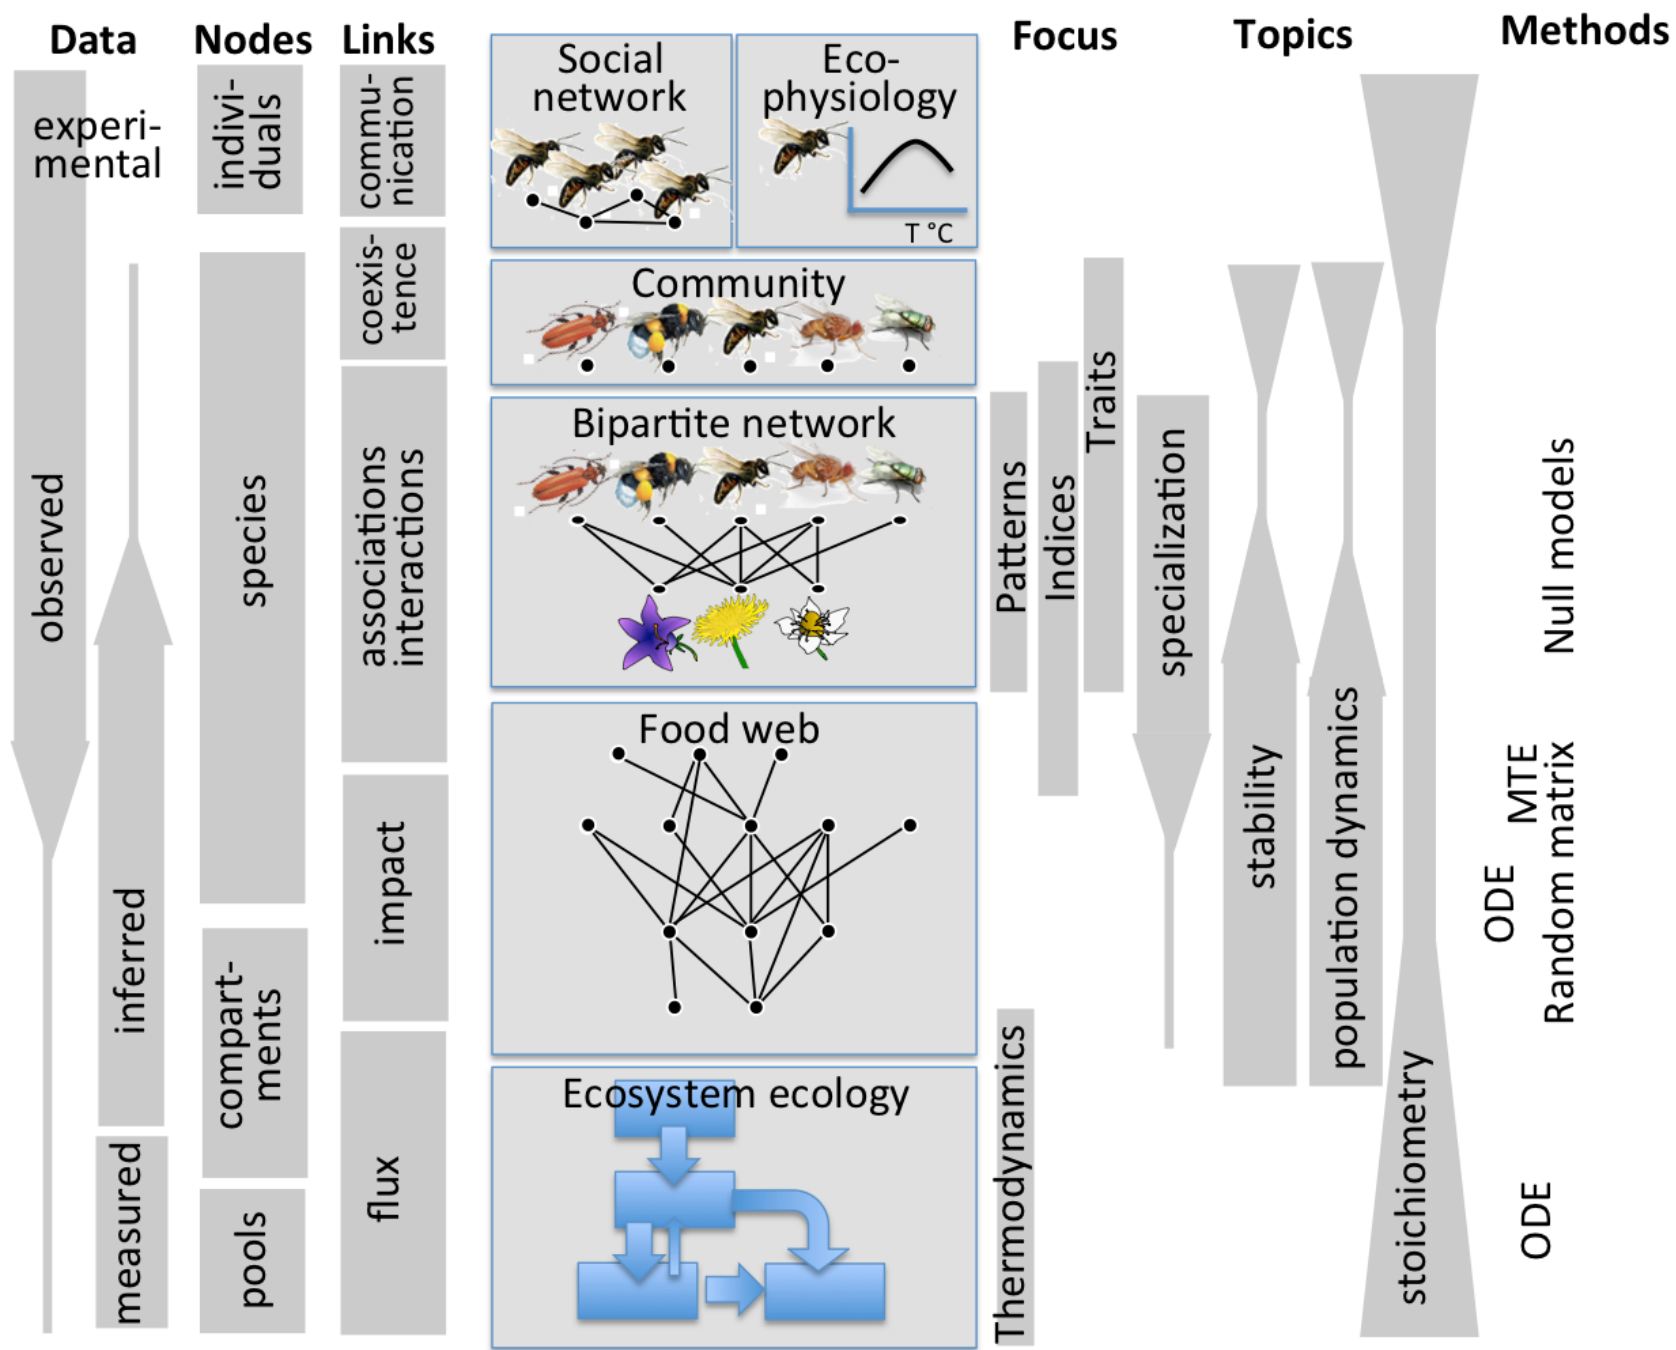 Data
Nodes
Links
Focus
Topics
Methods
experi-
mental
observed
inferred
measured
indivi-
duals
species
compart-
ments
pools
commu-
nication
coexis-
tence
associations
interactions
impact
flux
Social
network
Eco-
physiology
T °C
Community
Bipartite network
Food web
Ecosystem ecology
Patterns
Indices
Traits
Thermodynamics
specialization
stability
population dynamics
stoichiometry
Null models
MTE
Random matrix
ODE
ODE